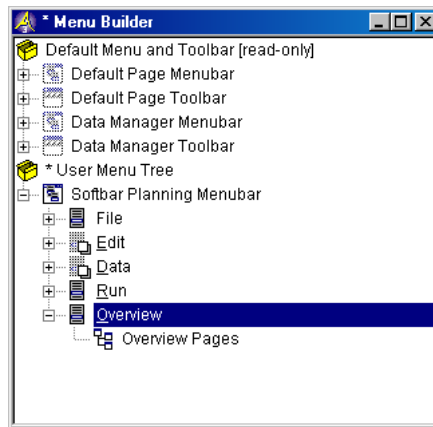 * Menu Builder
Default Menu and Toolbar [read-only]
Default Page Menubar
Default Page Toolbar
Data Manager Menubar
Data Manager Toolbar
* User Menu Tree
Softbar Planning Menubar
File
Edit
Data
Run
Overview
Overview Pages